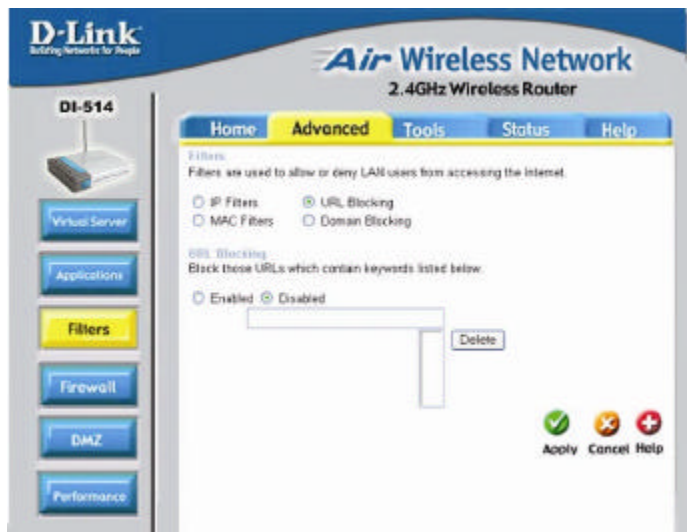 D-Link
Building Networks for People
Air Wireless Network
2.4GHz Wireless Router
DI-514
Home Advanced Tools Status Help
Filters
Filters are used to allow or deny LAN users from accessing the Internet.
IP Filters URL Blocking
MAC Filters Domain Blocking
URL Blocking
Block those URLs which contain keywords listed below.
Enabled Disabled
Delete
Virtual Server
Applications
Filters
Firewall
DMZ
Performance
Apply Cancel Help